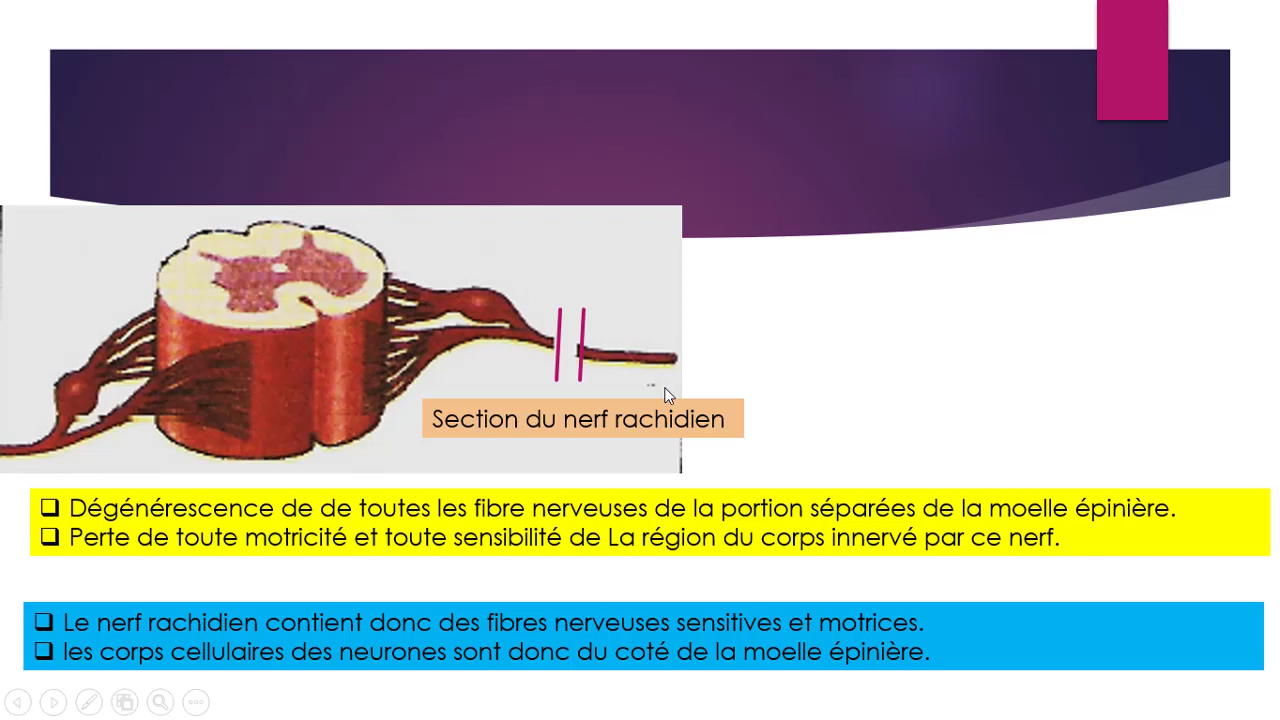 Section du nerf rachidien
❑ Dégénérescence de de toutes les fibre nerveuses de la portion séparées de la moelle épinière.
❑ Perte de toute motricité et toute sensibilité de La région du corps innervé par ce nerf.
❑ Le nerf rachidien contient donc des fibres nerveuses sensitives et motrices.
❑ les corps cellulaires des neurones sont donc du coté de la moelle épinière.